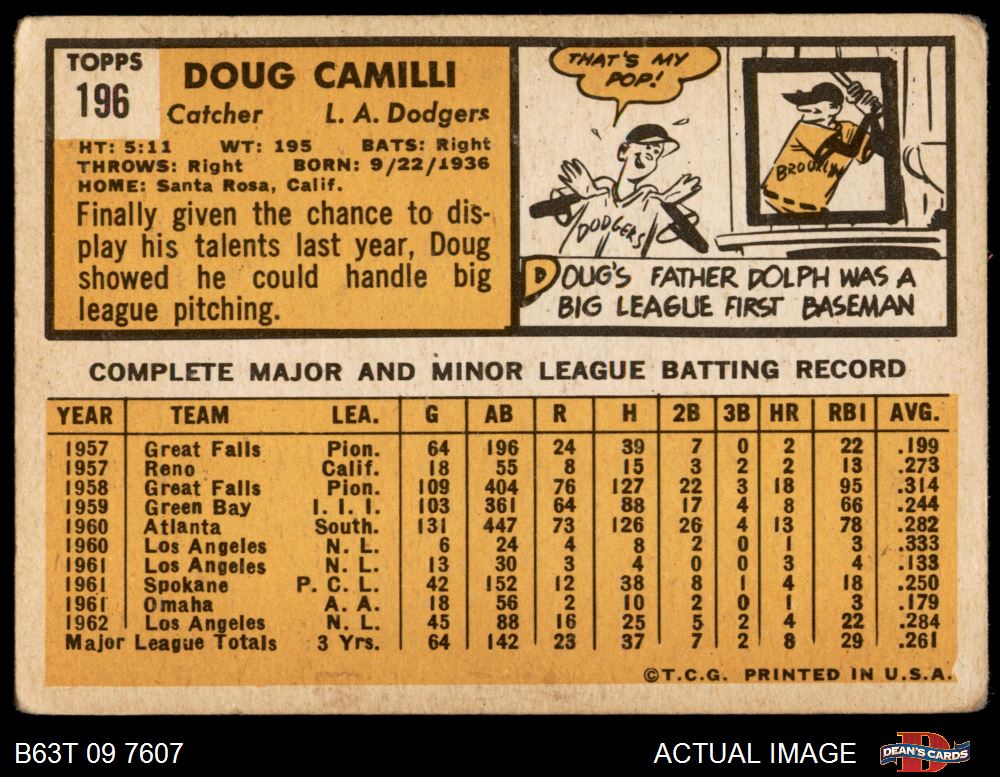 TOPPS
196
DOUG CAMILLI
Catcher L. A. Dodgers
HT: 5:11 WT: 195 BATS: Right
THROWS: Right BORN: 9/22/1936
HOME: Santa Rosa, Calif.
Finally given the chance to dis-
play his talents last year, Doug
showed he could handle big
league pitching.
THAT'S MY
POP!
DODGERS
BROOKLYN
DOUG'S FATHER DOLPH WAS A
BIG LEAGUE FIRST BASEMAN
COMPLETE MAJOR AND MINOR LEAGUE BATTING RECORD
YEAR TEAM LEA. G AB R H 2B 3B HR RBI AVG.
1957 Great Falls Pion. 64 196 24 39 7 0 2 22 .199
1957 Reno Calif. 18 55 8 15 3 2 2 13 .273
1958 Great Falls Pion. 109 404 76 127 22 3 18 95 .314
1959 Green Bay I. I. I. 103 361 64 88 17 4 8 66 .244
1960 Atlanta South. 131 447 73 126 26 4 13 78 .282
1960 Los Angeles N. L. 6 24 4 8 2 0 1 3 .333
1961 Los Angeles N. L. 13 30 3 4 0 0 3 4 .133
1961 Spokane P. C. L. 42 152 12 38 8 1 4 18 .250
1961 Omaha A. A. 18 56 2 10 2 0 1 3 .179
1962 Los Angeles N. L. 45 88 16 25 5 2 4 22 .284
Major League Totals 3 Yrs. 64 142 23 37 7 2 8 29 .261
©T.C.G. PRINTED IN U.S.A.
B63T 09 7607 ACTUAL IMAGE
DEAN'S CARDS